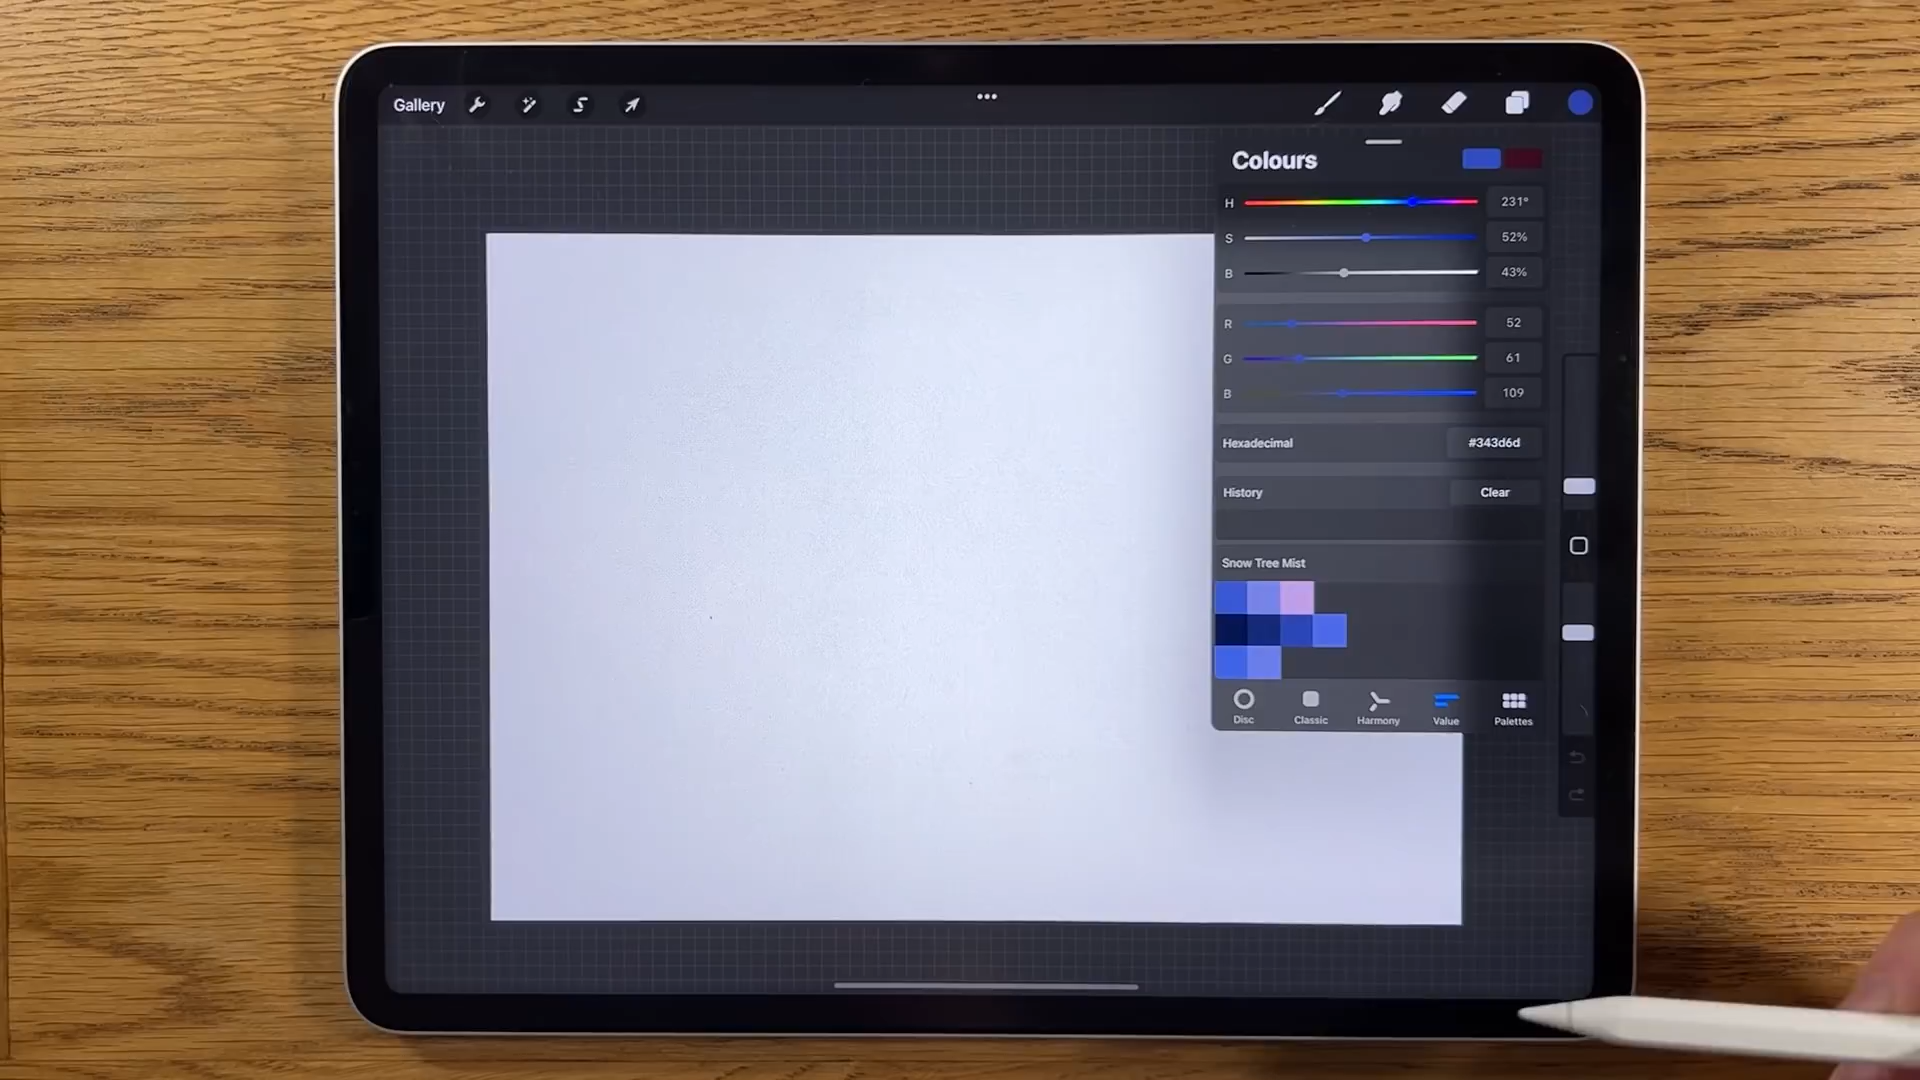 Gallery
Colours
H 231°
S 52%
B 43%
R 52
G 61
B 109
Hexadecimal #343d6d
History Clear
Snow Tree Mist
Disc Classic Harmony Value Palettes